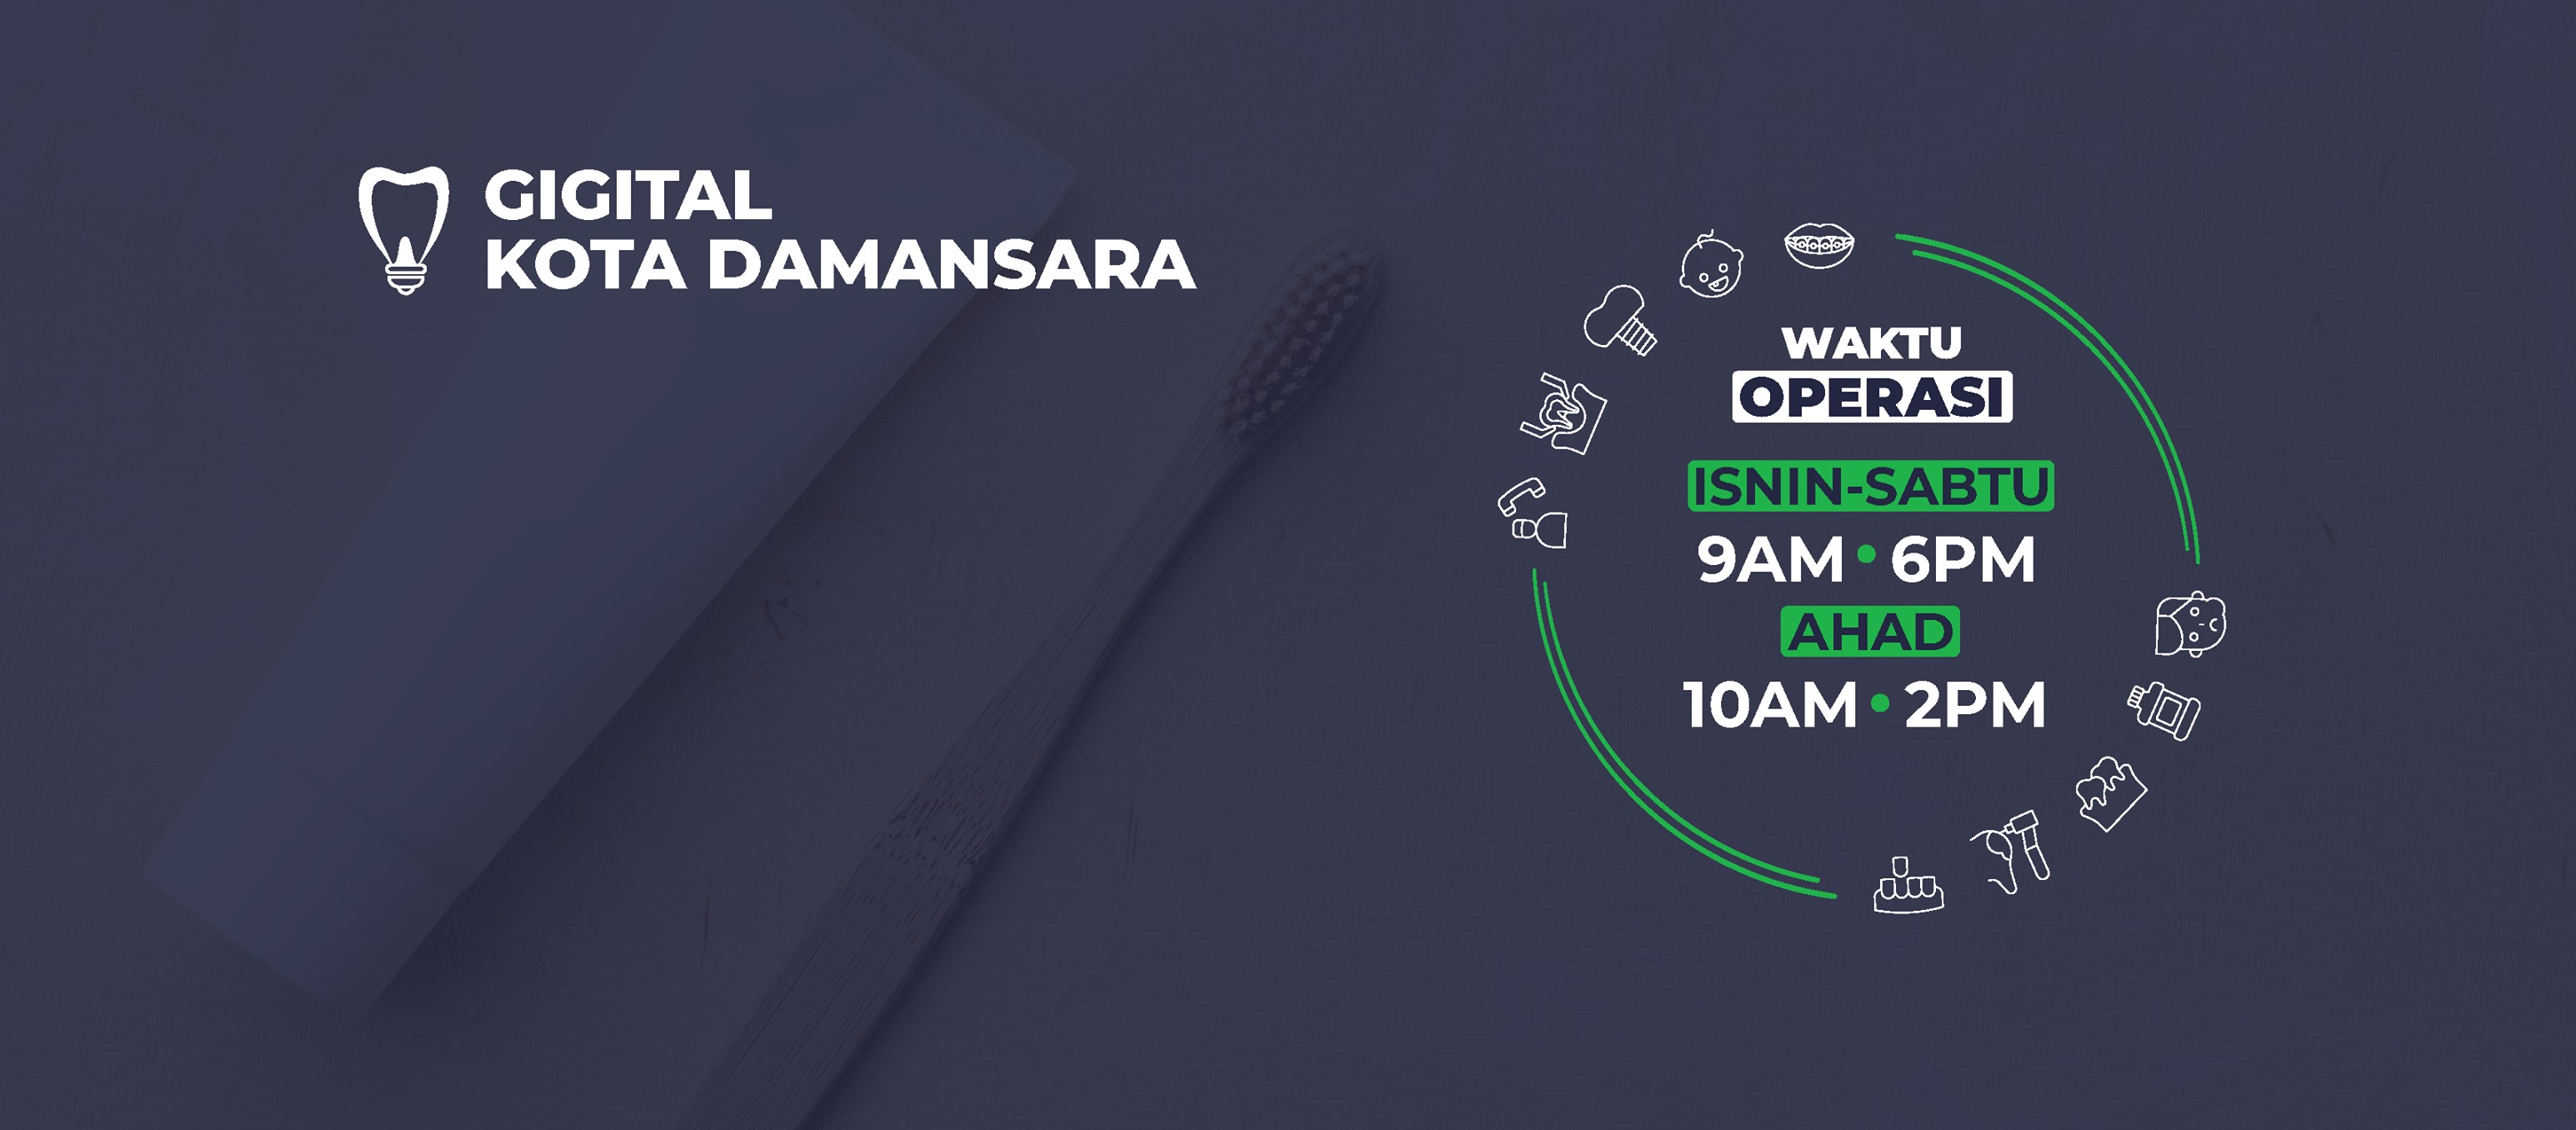 GIGITAL
KOTA DAMANSARA
WAKTU
OPERASI
ISNIN-SABTU
9AM • 6PM
AHAD
10AM • 2PM